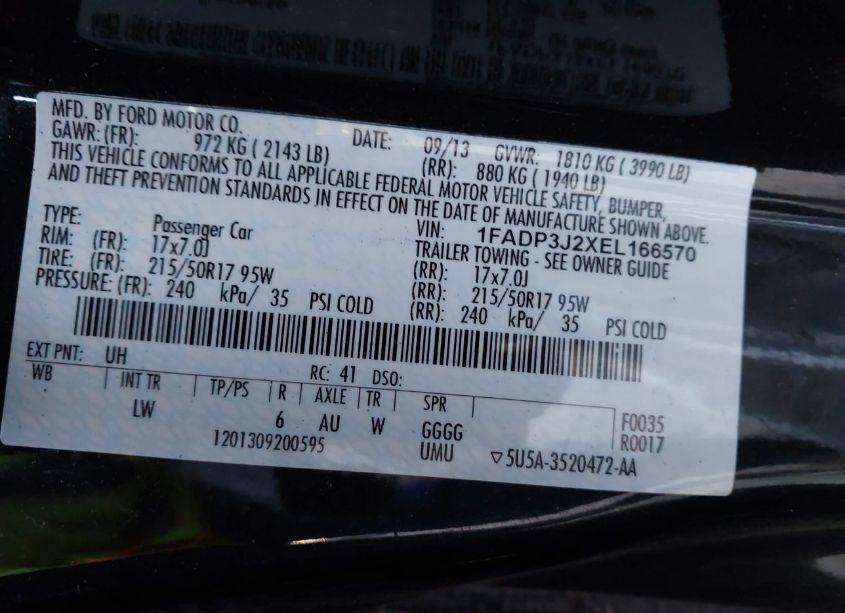 MFD. BY FORD MOTOR CO.
DATE: 09/13 GVWR: 1810 KG ( 3990 LB)
GAWR: (FR): 972 KG ( 2143 LB) (RR): 880 KG ( 1940 LB)
THIS VEHICLE CONFORMS TO ALL APPLICABLE FEDERAL MOTOR VEHICLE SAFETY, BUMPER,
AND THEFT PREVENTION STANDARDS IN EFFECT ON THE DATE OF MANUFACTURE SHOWN ABOVE.
VIN: 1FADP3J2XEL166570
TYPE: Passenger Car TRAILER TOWING - SEE OWNER GUIDE
RIM: (FR): 17x7.0J (RR): 17x7.0J
TIRE: (FR): 215/50R17 95W (RR): 215/50R17 95W
PRESSURE: (FR): 240 kPa/ 35 PSI COLD (RR): 240 kPa/ 35 PSI COLD
EXT PNT: UH RC: 41 DSO:
WB INT TR TP/PS R AXLE TR SPR
LW 6 AU W GGGG F0035
UMU R0017
1201309200595 ▽5U5A-3520472-AA